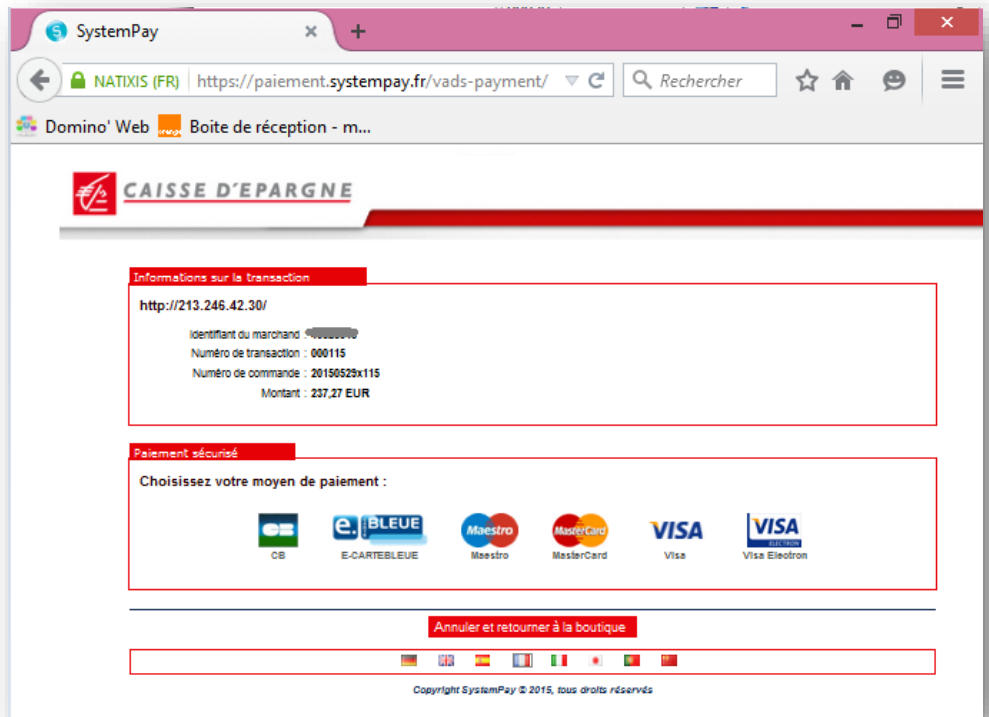 SystemPay
NATIXIS (FR) https://paiement.systempay.fr/vads-payment/ Rechercher
Domino' Web Boite de réception - m...
CAISSE D'EPARGNE
Informations sur la transaction
http://213.246.42.30/
Identifiant du marchand :
Numéro de transaction : 000115
Numéro de commande : 20150529x115
Montant : 237,27 EUR
Paiement sécurisé
Choisissez votre moyen de paiement :
CB e. BLEUE Maestro MasterCard VISA VISA ELECTRON
CB E-CARTEBLEUE Maestro MasterCard Visa Visa Electron
Annuler et retourner à la boutique
Copyright SystemPay © 2015, tous droits réservés